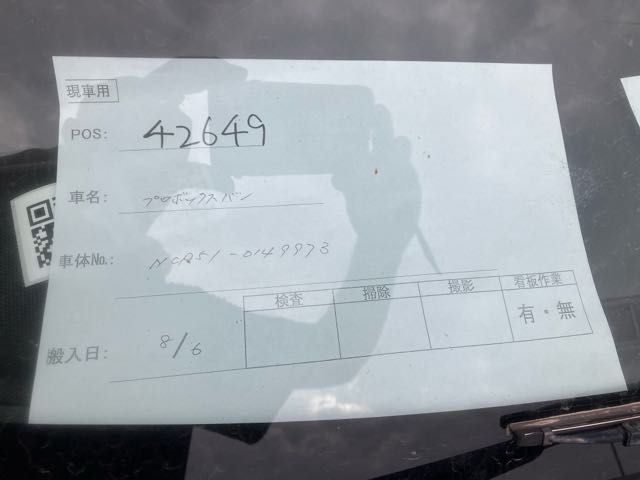 現車用
POS: 42649
車名: プロボックスバン
車体No.: NCP51-0149973
検査 掃除 撮影 看板作業
有・無
搬入日: 8/6